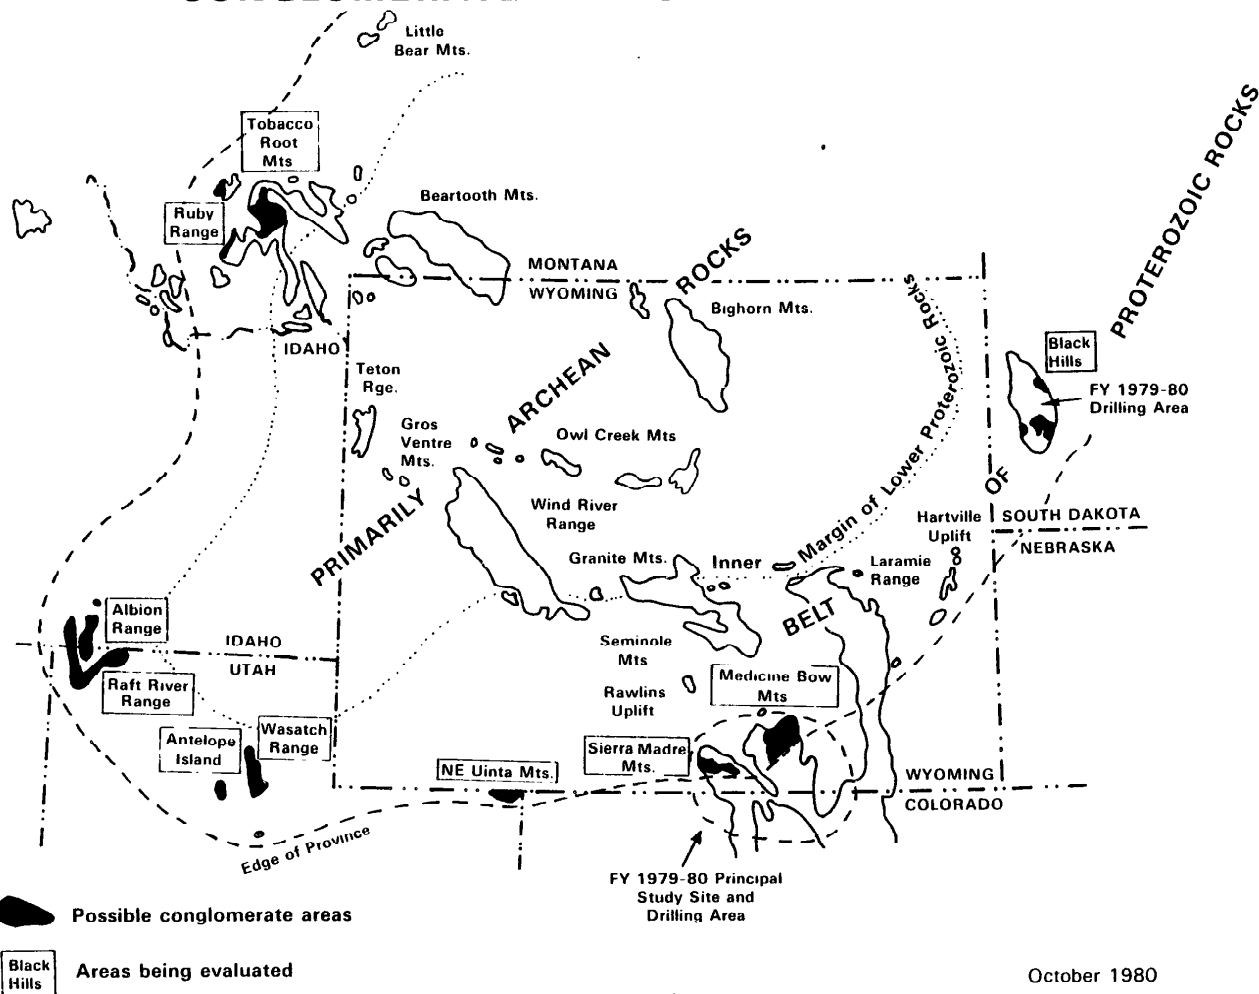 Little
Bear Mts.
Tobacco
Root
Mts
Ruby
Range
Beartooth Mts.
MONTANA
WYOMING
Bighorn Mts.
IDAHO
Teton
Rge.
Gros
Ventre
Mts.
Owl Creek Mts
Wind River
Range
Granite Mts.
PRIMARILY ARCHEAN ROCKS
Inner Margin of Lower Proterozoic Rocks
BELT OF PROTEROZOIC ROCKS
Black
Hills
FY 1979-80
Drilling Area
Hartville
Uplift
SOUTH DAKOTA
NEBRASKA
Laramie
Range
Albion
Range
IDAHO
UTAH
Raft River
Range
Seminole
Mts
Rawlins
Uplift
Medicine Bow
Mts
Antelope
Island
Wasatch
Range
NE Uinta Mts.
Sierra Madre
Mts.
WYOMING
COLORADO
Edge of Province
FY 1979-80 Principal
Study Site and
Drilling Area
Possible conglomerate areas
Black
Hills
Areas being evaluated
October 1980